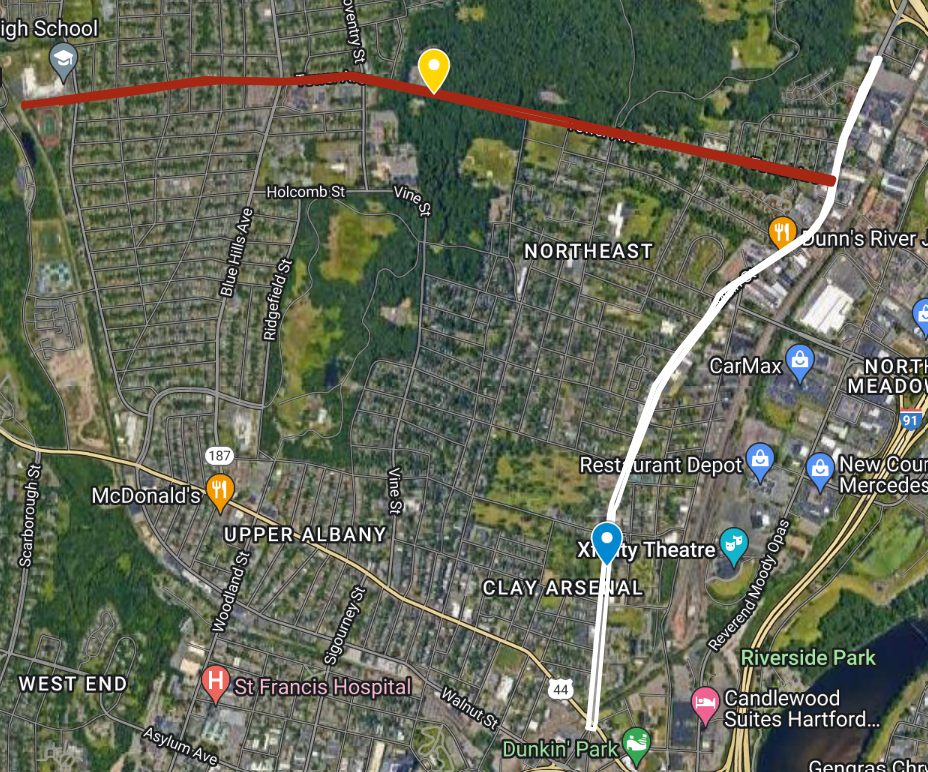 igh School
oventry St
Holcomb St
Vine St
NORTHEAST
Dunn's River J
Blue Hills Ave
Ridgefield St
CarMax
NORTH
MEADOW
91
187
Restaurant Depot
New Coun
Mercedes
McDonald's
Vine St
Scarborough St
UPPER ALBANY
Xfinity Theatre
CLAY ARSENAL
Woodland St
Sigourney St
Reverend Moody Opas
Riverside Park
WEST END
St Francis Hospital
44
Walnut St
Candlewood
Suites Hartford...
Asylum Ave
Dunkin' Park
Gengras Chry